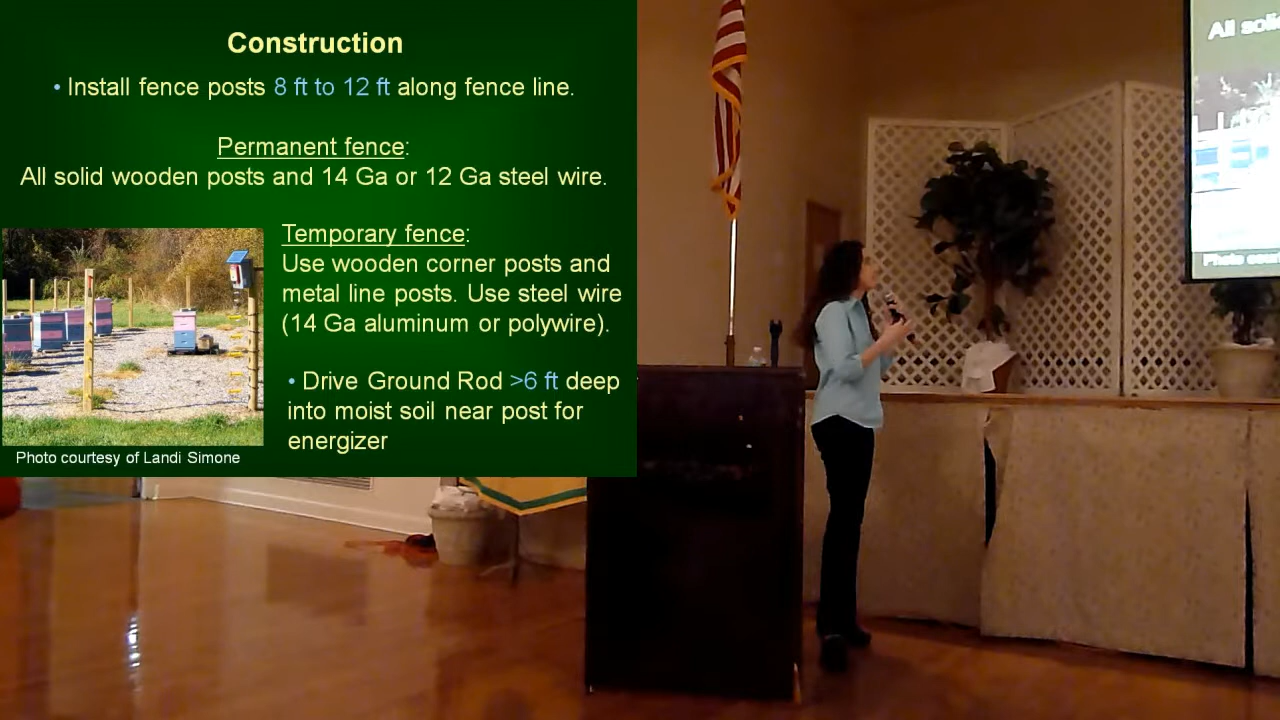 Construction
• Install fence posts 8 ft to 12 ft along fence line.
Permanent fence:
All solid wooden posts and 14 Ga or 12 Ga steel wire.
Temporary fence:
Use wooden corner posts and
metal line posts. Use steel wire
(14 Ga aluminum or polywire).
• Drive Ground Rod >6 ft deep
into moist soil near post for
energizer
Photo courtesy of Landi Simone
All soli
Photo cour